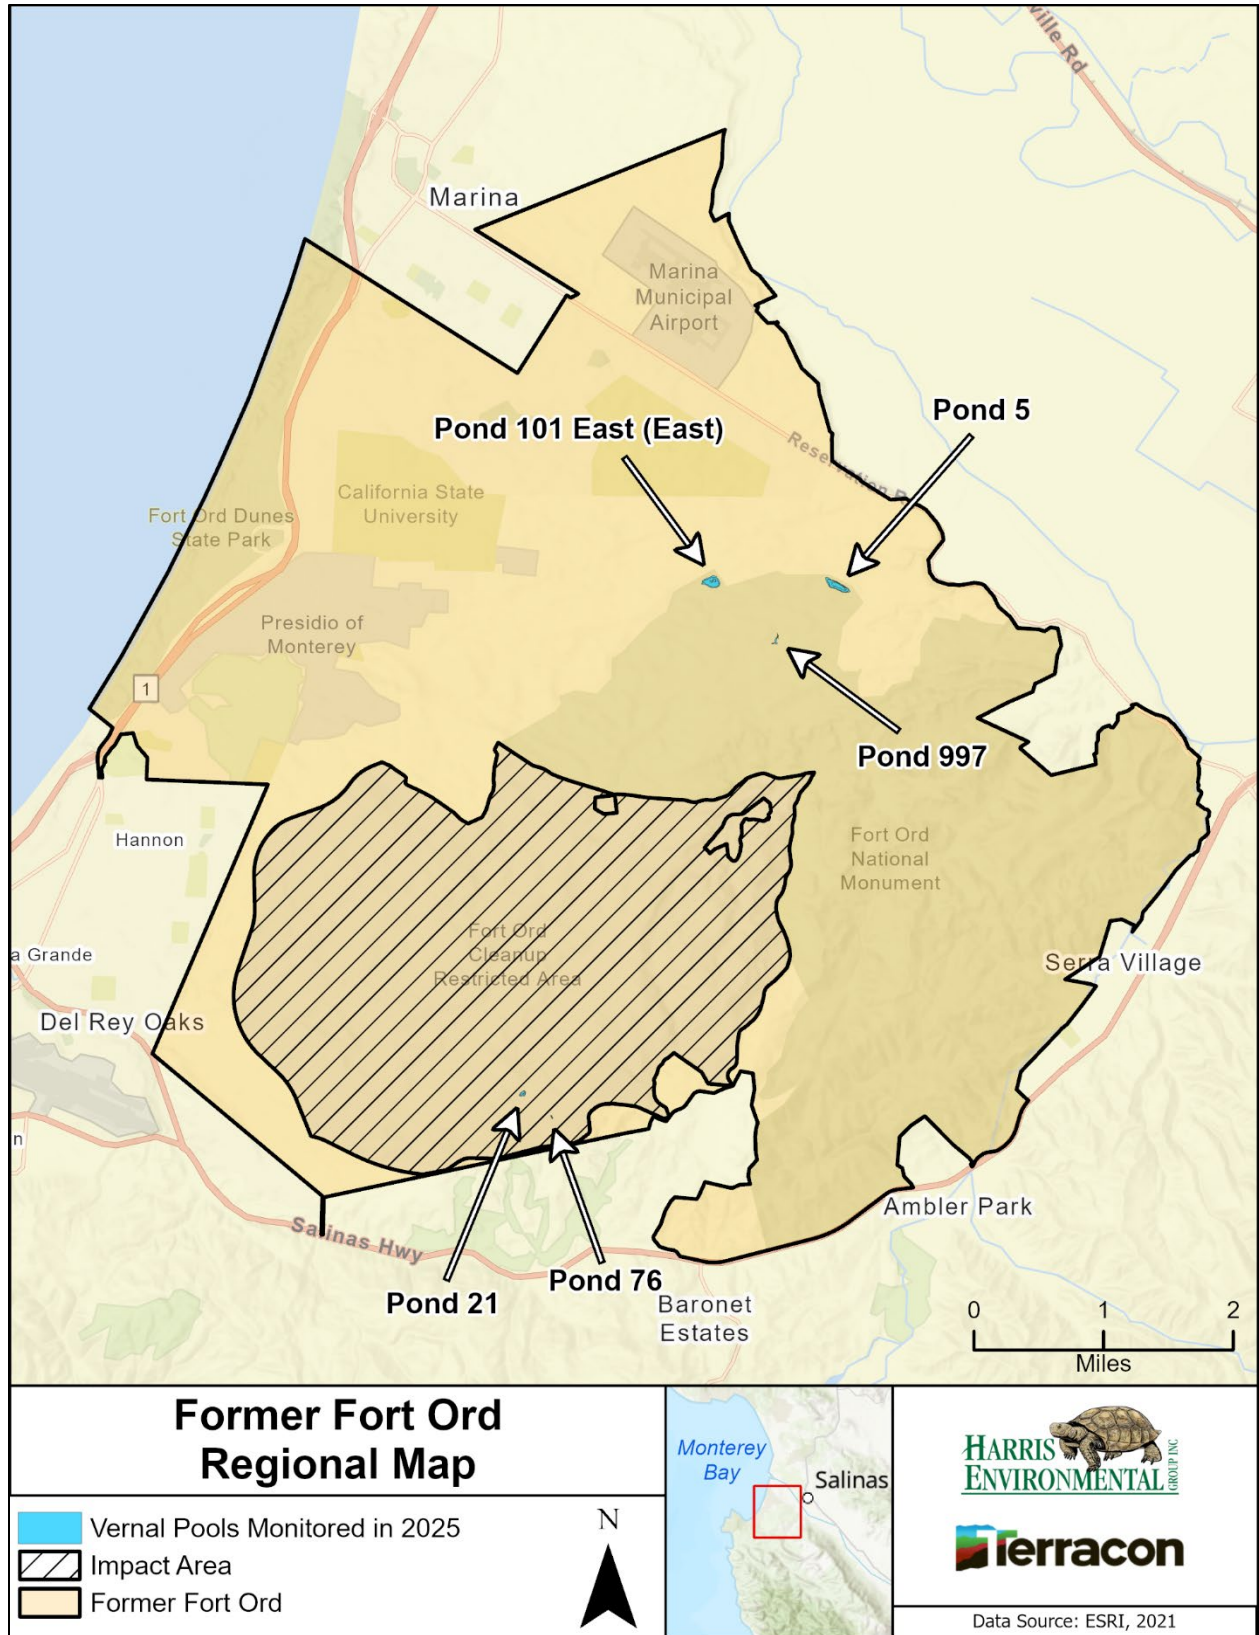 ville Rd
Marina
Marina
Municipal
Airport
Pond 5
Pond 101 East (East)
Reservation R
California State
University
Fort Ord Dunes
State Park
Presidio of
Monterey
1
Pond 997
Hannon
Fort Ord
National
Monument
Fort Ord
Cleanup
Restricted Area
a Grande
Serra Village
Del Rey Oaks
n
Ambler Park
Salinas Hwy
Pond 76
Pond 21
Baronet
Estates
0 1 2
Miles
Former Fort Ord
Regional Map
Vernal Pools Monitored in 2025
Impact Area
Former Fort Ord
N
Monterey
Bay
Salinas
HARRIS
ENVIRONMENTAL GROUP INC
Terracon
Data Source: ESRI, 2021